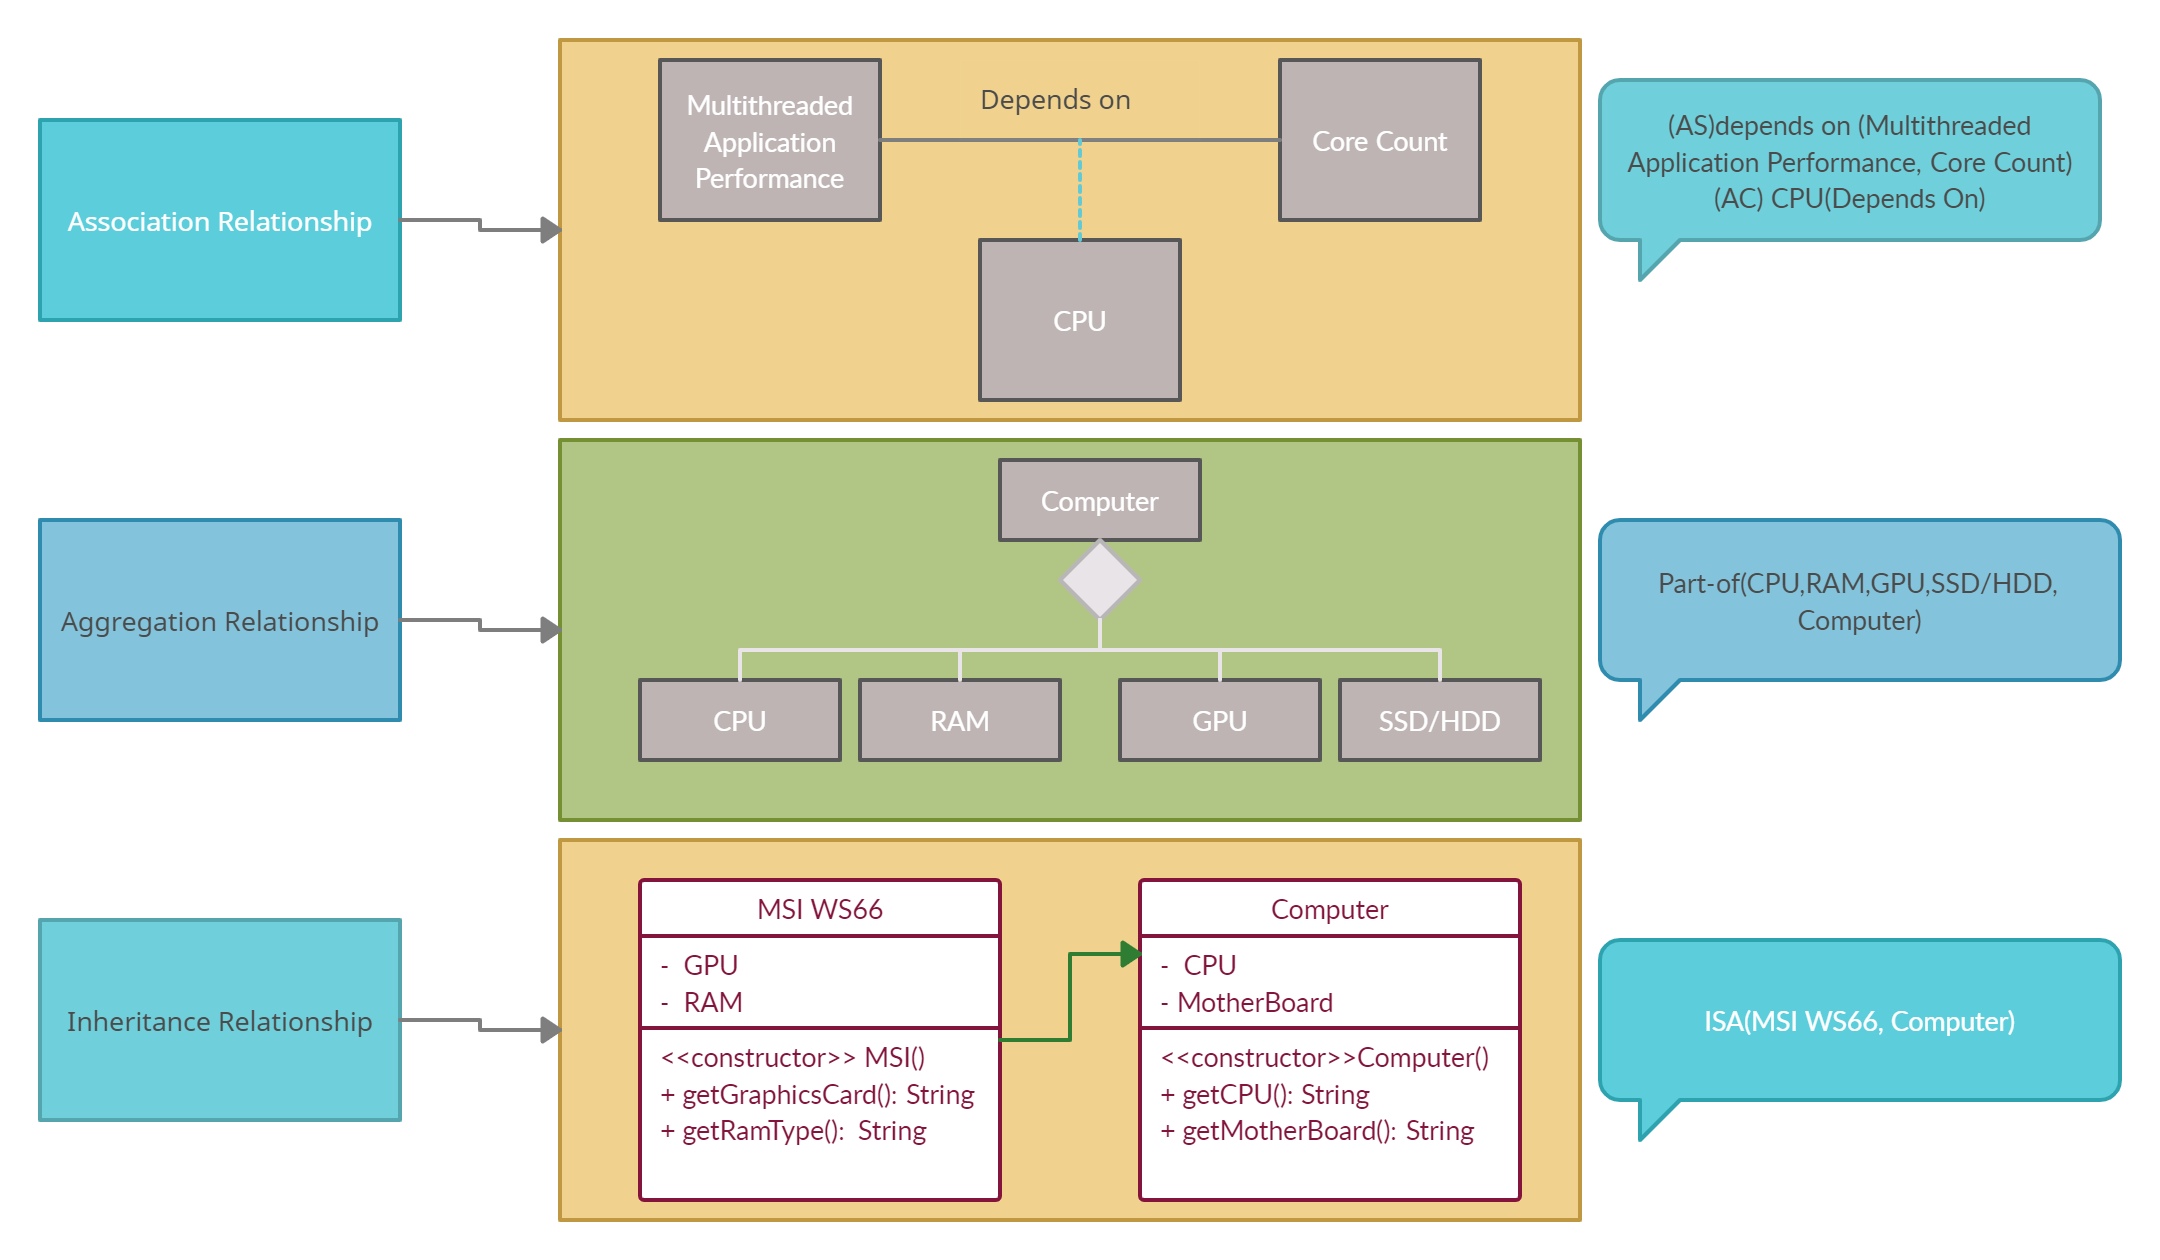 Association Relationship
Multithreaded
Application
Performance
Depends on
Core Count
CPU
(AS)depends on (Multithreaded
Application Performance, Core Count)
(AC) CPU(Depends On)
Aggregation Relationship
Computer
CPU
RAM
GPU
SSD/HDD
Part-of(CPU,RAM,GPU,SSD/HDD,
Computer)
Inheritance Relationship
MSI WS66
- GPU
- RAM
<<constructor>> MSI()
+ getGraphicsCard(): String
+ getRamType(): String
Computer
- CPU
- MotherBoard
<<constructor>>Computer()
+ getCPU(): String
+ getMotherBoard(): String
ISA(MSI WS66, Computer)